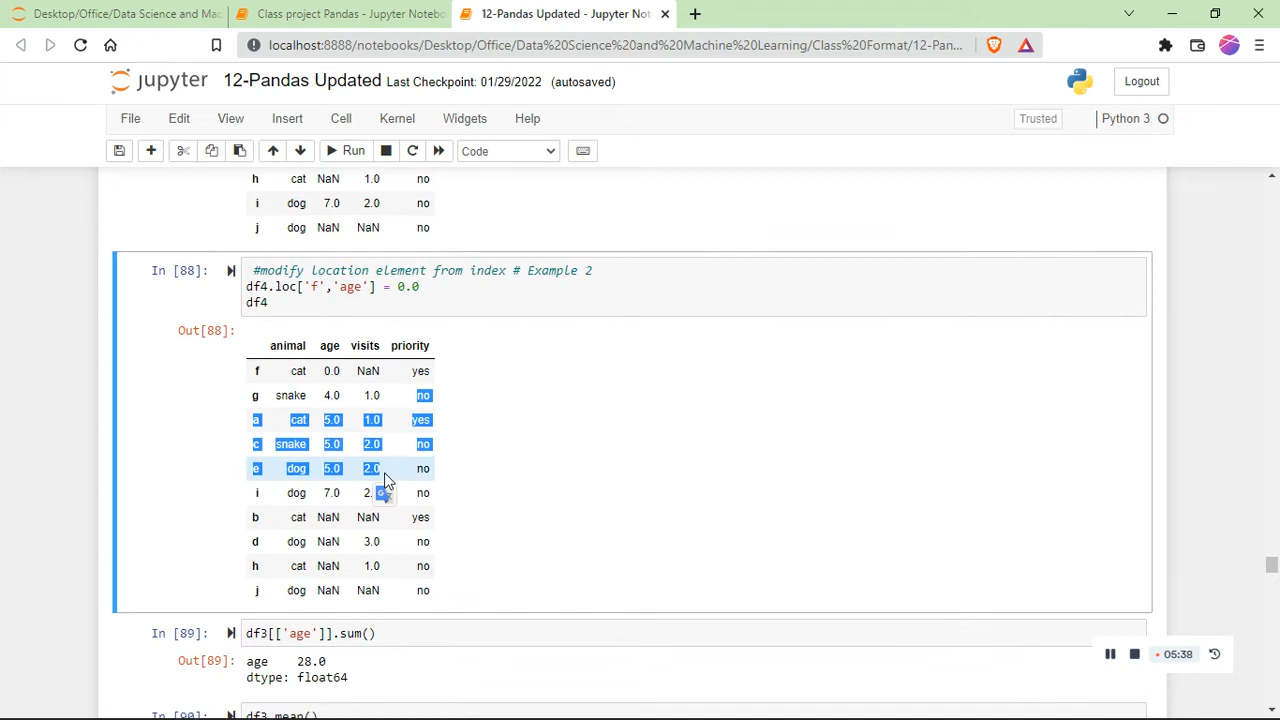 Desktop/Office/Data Science and Mac
Class project Pandas - Jupyter Notebo
12-Pandas Updated - Jupyter Not
localhost:8888/notebooks/Desktop/Office/Data%20Science%20and%20Machine%20Learning/Class%20Format/12-Pan...
jupyter 12-Pandas Updated Last Checkpoint: 01/29/2022 (autosaved)
Logout
File Edit View Insert Cell Kernel Widgets Help
Trusted
Python 3
Run
Code
h cat NaN 1.0 no
i dog 7.0 2.0 no
j dog NaN NaN no
In [88]: #modify location element from index # Example 2
df4.loc['f','age'] = 0.0
df4
Out[88]:
animal age visits priority
f cat 0.0 NaN yes
g snake 4.0 1.0 no
a cat 5.0 1.0 yes
c snake 5.0 2.0 no
e dog 5.0 2.0 no
i dog 7.0 2. no
b cat NaN NaN yes
d dog NaN 3.0 no
h cat NaN 1.0 no
j dog NaN NaN no
In [89]: df3[['age']].sum()
Out[89]: age 28.0
dtype: float64
05:38
In [90]: df3.mean()